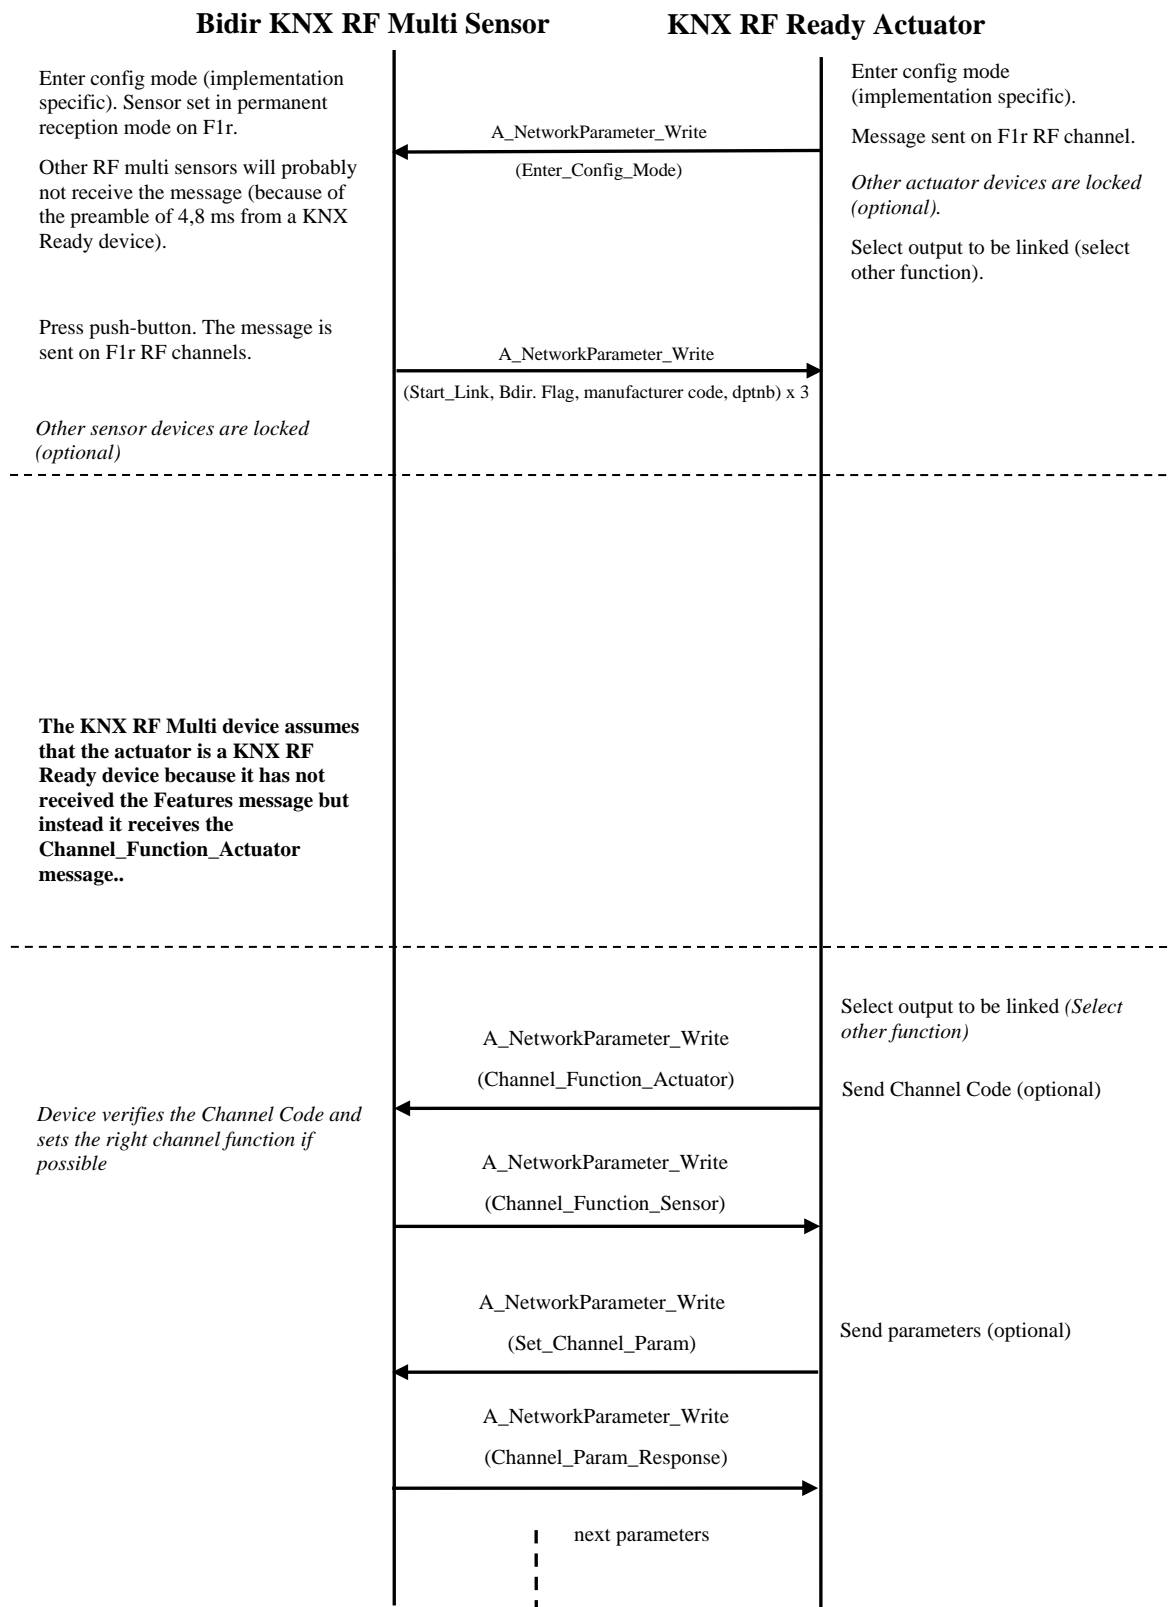 Bidir KNX RF Multi Sensor
KNX RF Ready Actuator
Enter config mode (implementation
specific). Sensor set in permanent
reception mode on F1r.
Other RF multi sensors will probably
not receive the message (because of
the preamble of 4,8 ms from a KNX
Ready device).
A_NetworkParameter_Write
(Enter_Config_Mode)
Enter config mode
(implementation specific).
Message sent on F1r RF channel.
Other actuator devices are locked
(optional).
Select output to be linked (select
other function).
Press push-button. The message is
sent on F1r RF channels.
A_NetworkParameter_Write
(Start_Link, Bdir. Flag, manufacturer code, dptnb) x 3
Other sensor devices are locked
(optional)
The KNX RF Multi device assumes
that the actuator is a KNX RF
Ready device because it has not
received the Features message but
instead it receives the
Channel_Function_Actuator
message..
Select output to be linked (Select
other function)
A_NetworkParameter_Write
(Channel_Function_Actuator)
Send Channel Code (optional)
Device verifies the Channel Code and
sets the right channel function if
possible
A_NetworkParameter_Write
(Channel_Function_Sensor)
A_NetworkParameter_Write
(Set_Channel_Param)
Send parameters (optional)
A_NetworkParameter_Write
(Channel_Param_Response)
next parameters